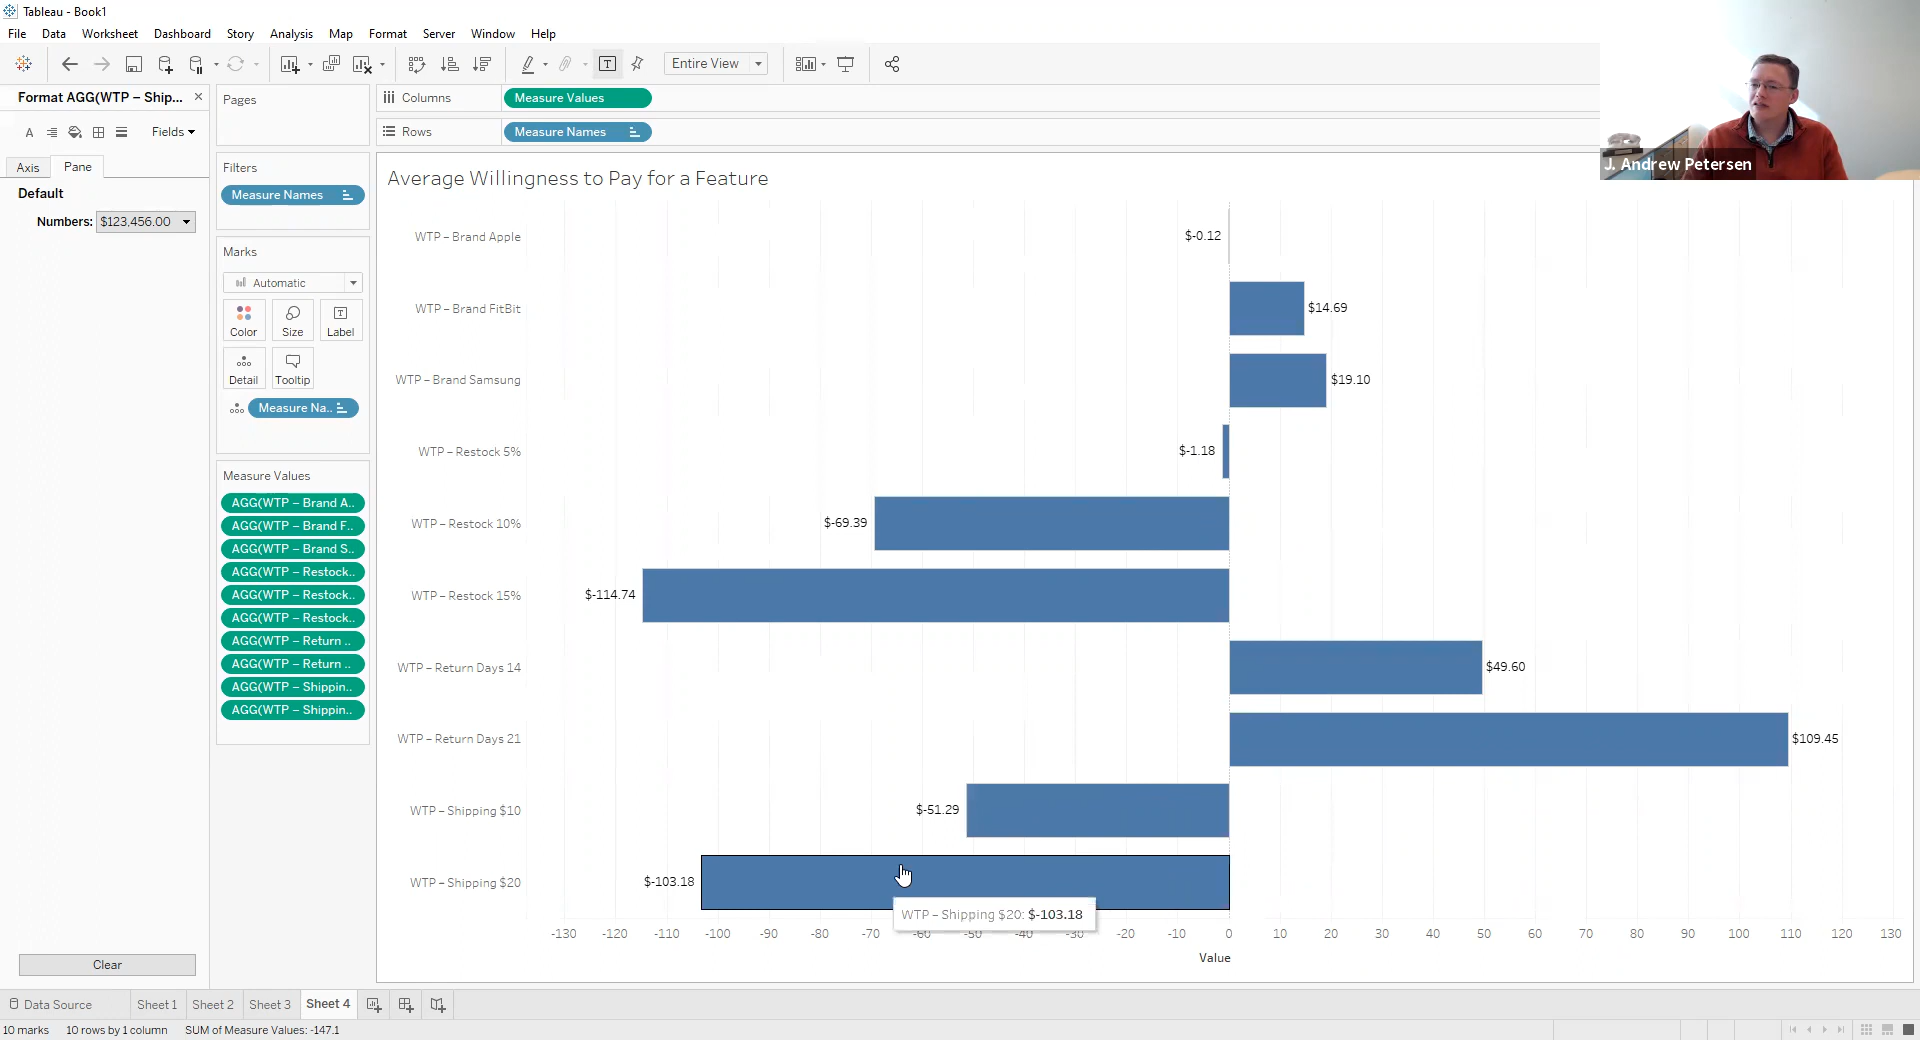 Tableau - Book1
File Data Worksheet Dashboard Story Analysis Map Format Server Window Help
Entire View
Format AGG(WTP – Ship...
Fields
Axis Pane
Default
Numbers: $123,456.00
Clear
Pages
Filters
Measure Names
Marks
Automatic
Color Size Label
Detail Tooltip
Measure Na..
Measure Values
AGG(WTP – Brand A..
AGG(WTP – Brand F..
AGG(WTP – Brand S..
AGG(WTP – Restock..
AGG(WTP – Restock..
AGG(WTP – Restock..
AGG(WTP – Return ..
AGG(WTP – Return ..
AGG(WTP – Shippin..
AGG(WTP – Shippin..
Columns Measure Values
Rows Measure Names
J. Andrew Petersen
Average Willingness to Pay for a Feature
WTP – Brand Apple $-0.12
WTP – Brand FitBit $14.69
WTP – Brand Samsung $19.10
WTP – Restock 5% $-1.18
WTP – Restock 10% $-69.39
WTP – Restock 15% $-114.74
WTP – Return Days 14 $49.60
WTP – Return Days 21 $109.45
WTP – Shipping $10 $-51.29
WTP – Shipping $20 $-103.18
WTP – Shipping $20: $-103.18
-130 -120 -110 -100 -90 -80 -70 -60 -50 -40 -30 -20 -10 0 10 20 30 40 50 60 70 80 90 100 110 120 130
Value
Data Source Sheet 1 Sheet 2 Sheet 3 Sheet 4
10 marks 10 rows by 1 column SUM of Measure Values: -147.1